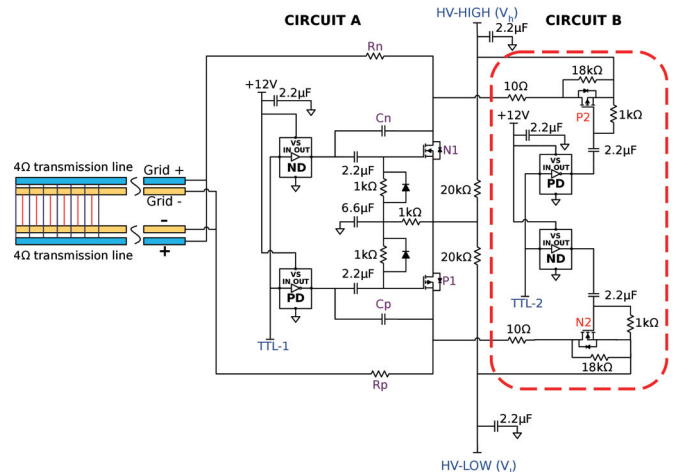 CIRCUIT A
HV-HIGH (Vh)
CIRCUIT B
2.2µF
Rn
18kΩ
10Ω
P2
1kΩ
+12V
2.2µF
+12V
2.2µF
2.2µF
Cn
VS
IN OUT
ND
N1
VS
IN OUT
PD
2.2µF
1kΩ
4Ω transmission line
Grid +
Grid -
20kΩ
6.6µF
1kΩ
-
+
4Ω transmission line
1kΩ
20kΩ
VS
IN OUT
ND
VS
IN OUT
PD
2.2µF
P1
TTL-2
2.2µF
Cp
N2
1kΩ
TTL-1
10Ω
18kΩ
Rp
2.2µF
HV-LOW (Vl)